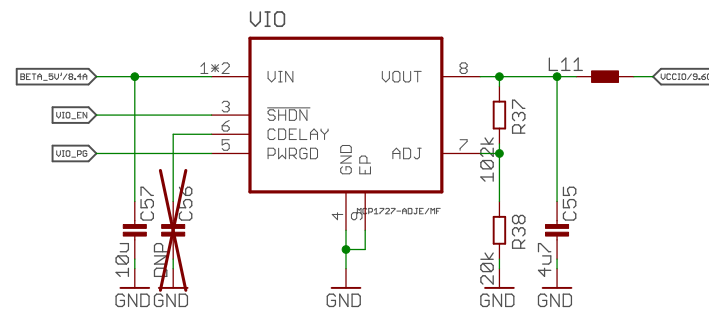 VIO
BETA_5V'/8.4A
1*2
VIN
VOUT
8
L11
VCCIO/9.6C
VIO_EN
3
SHDN
6
CDELAY
VIO_PG
5
PWRGD
GND
EP
ADJ
7
R37
102k
4
9
MCP1727-ADJE/MF
C57
10u
C56
DNP
R38
20k
C55
4u7
GND
GND
GND
GND
GND